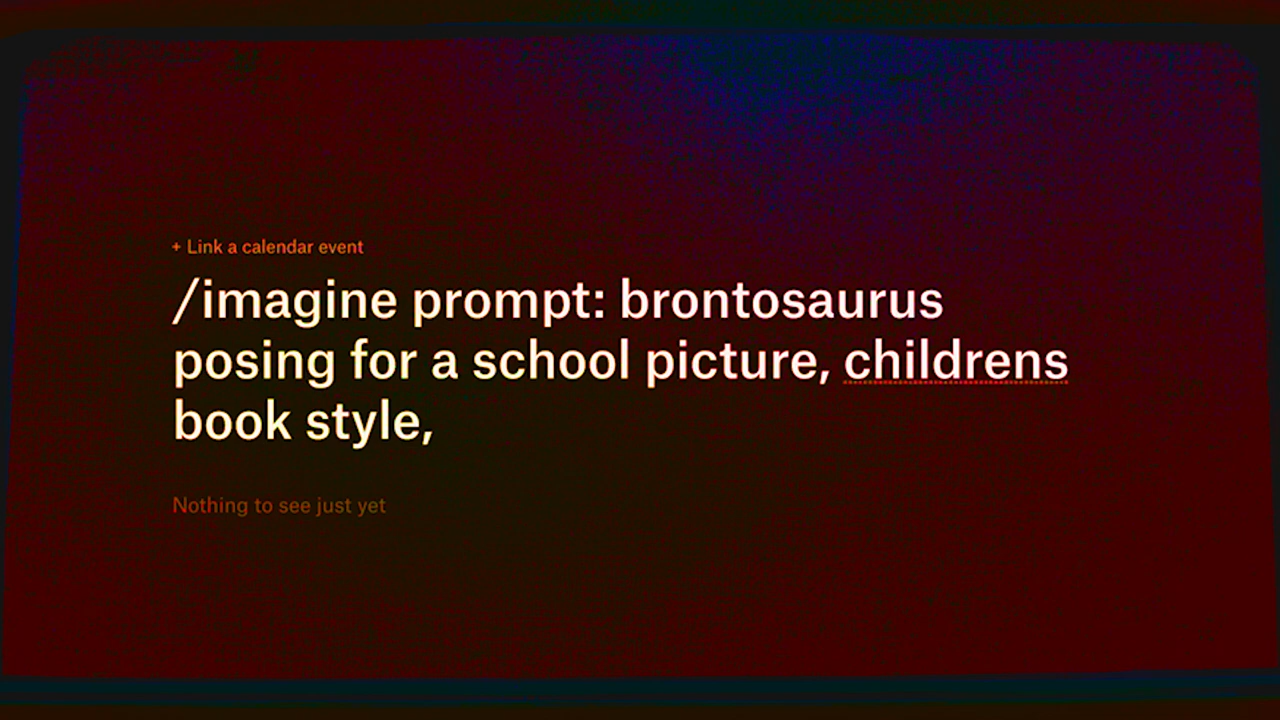 + Link a calendar event
/imagine prompt: brontosaurus
posing for a school picture, childrens
book style,
Nothing to see just yet